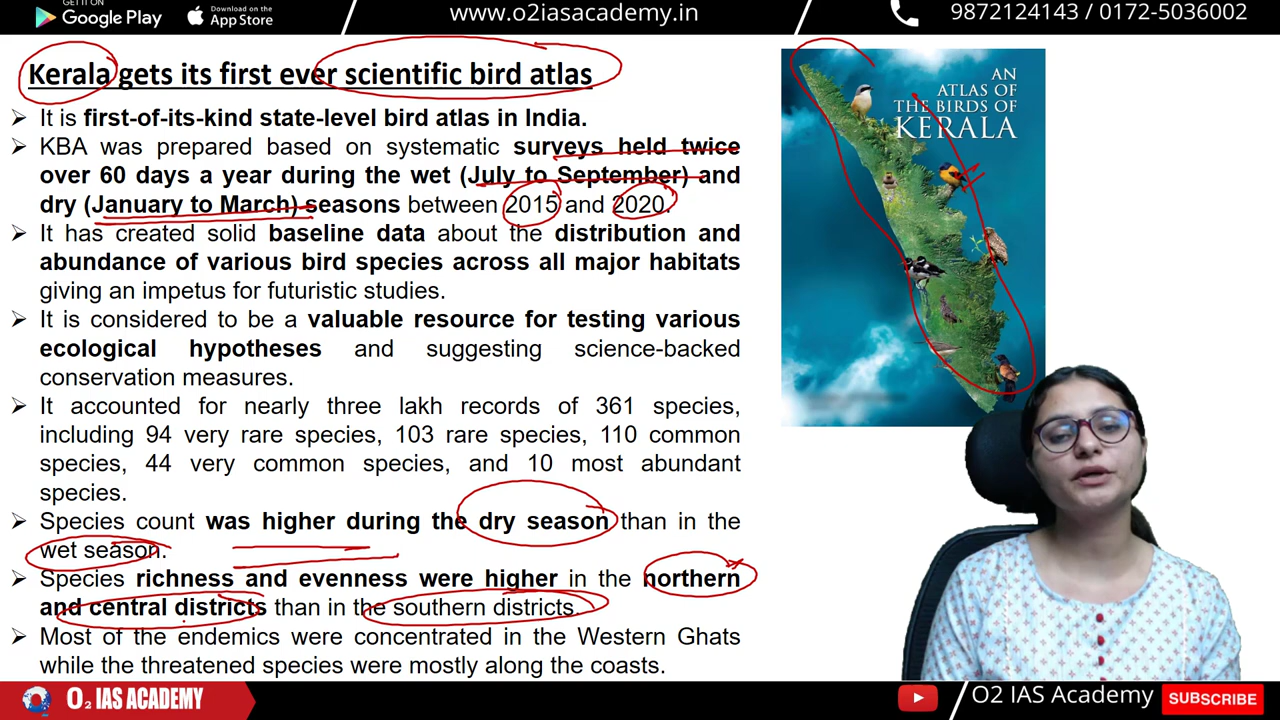 GET IT ON
Google Play
Download on the
App Store
www.o2iasacademy.in
9872124143 / 0172-5036002
Kerala gets its first ever scientific bird atlas
➢ It is first-of-its-kind state-level bird atlas in India.
➢ KBA was prepared based on systematic surveys held twice
over 60 days a year during the wet (July to September) and
dry (January to March) seasons between 2015 and 2020.
➢ It has created solid baseline data about the distribution and
abundance of various bird species across all major habitats
giving an impetus for futuristic studies.
➢ It is considered to be a valuable resource for testing various
ecological hypotheses and suggesting science-backed
conservation measures.
➢ It accounted for nearly three lakh records of 361 species,
including 94 very rare species, 103 rare species, 110 common
species, 44 very common species, and 10 most abundant
species.
➢ Species count was higher during the dry season than in the
wet season.
➢ Species richness and evenness were higher in the northern
and central districts than in the southern districts.
➢ Most of the endemics were concentrated in the Western Ghats
while the threatened species were mostly along the coasts.
AN
ATLAS OF
THE BIRDS OF
KERALA
O2 IAS ACADEMY
O2 IAS Academy
SUBSCRIBE